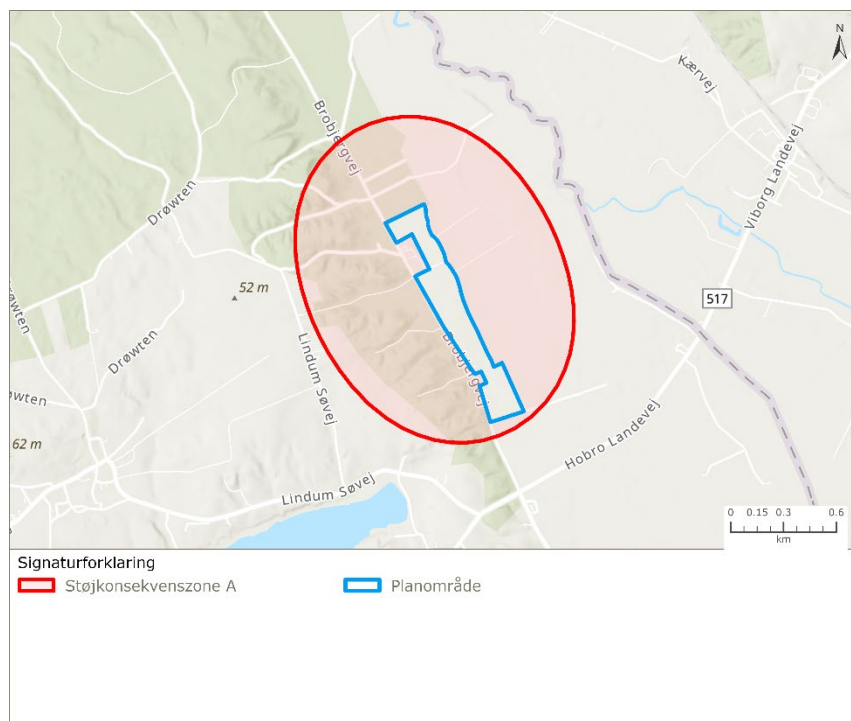 N
Kærvej
Brobjergvej
Viborg Landevej
Drøwten
52 m
517
Drøwten
Lindum Søvej
Brobjergvej
Drøwten
røwten
62 m
Hobro Landevej
Lindum Søvej
0 0.15 0.3 0.6
km
Signaturforklaring
Støjkonsekvenszone A
Planområde